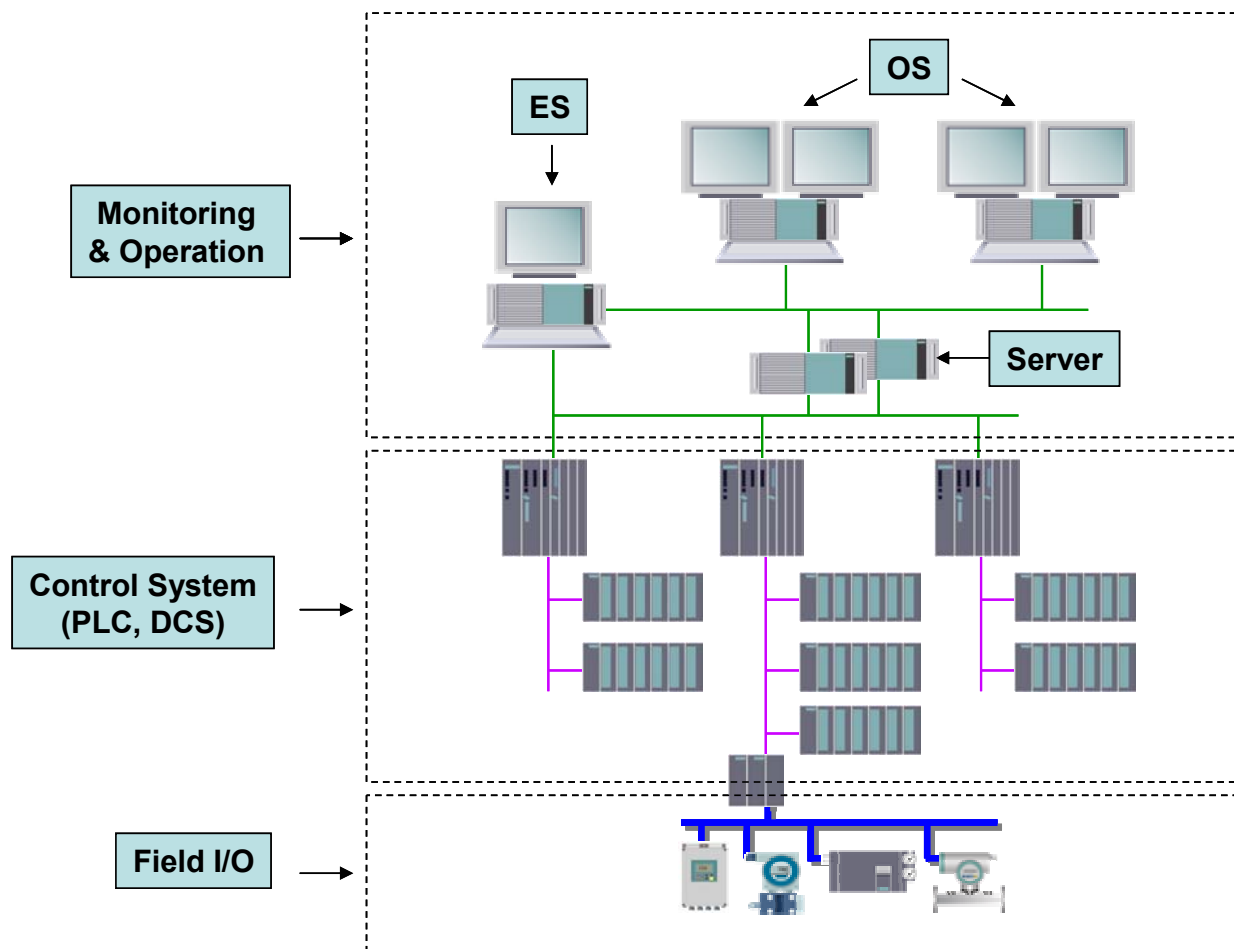 OS
ES
Monitoring
& Operation
Server
Control System
(PLC, DCS)
Field I/O